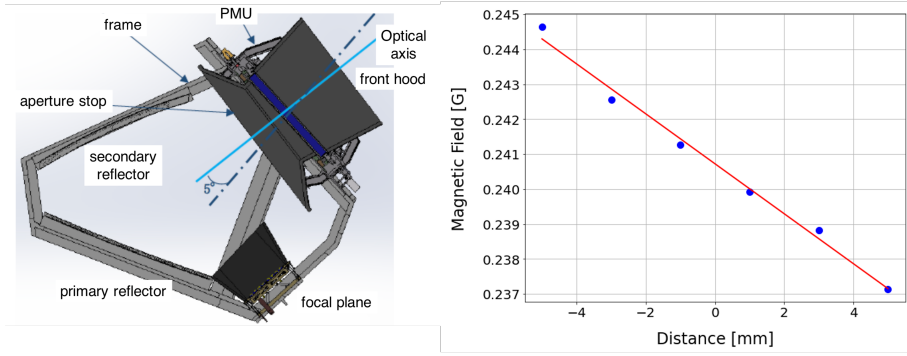 PMU
frame
Optical
axis
front hood
aperture stop
secondary
reflector
5°
primary reflector
focal plane
0.245
0.244
0.243
0.242
0.241
0.240
0.239
0.238
0.237
Magnetic Field [G]
−4
−2
0
2
4
Distance [mm]